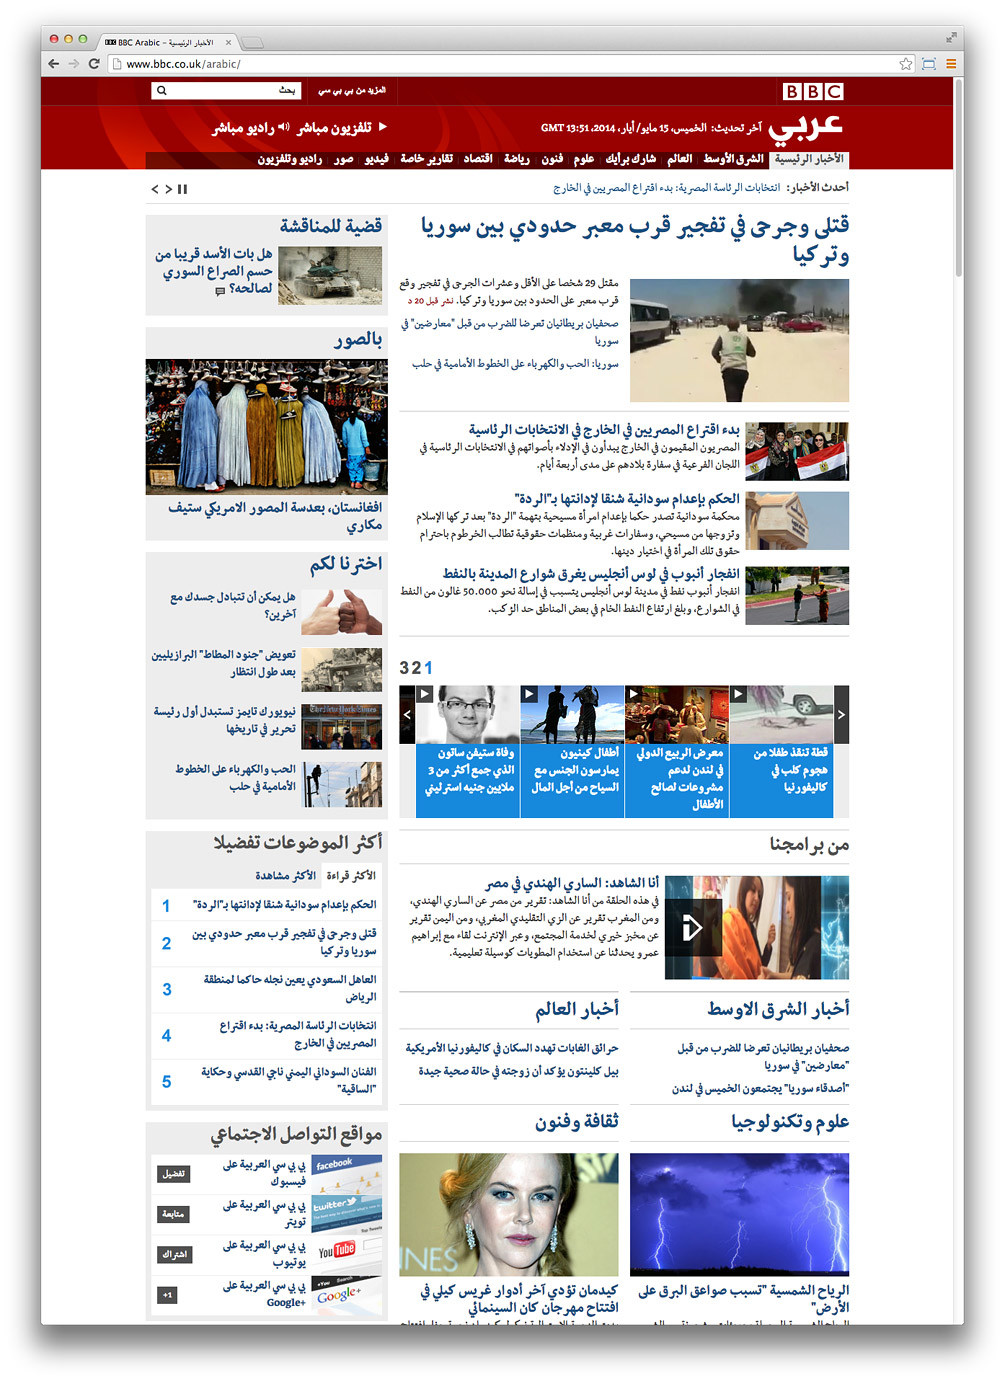 BBC Arabic - الأخبار الرئيسية
www.bbc.co.uk/arabic/
BBC
المزيد من بي بي سي
بحث
عربي
آخر تحديث: الخميس، 15 مايو/ أيار، 2014، 13:51 GMT
تلفزيون مباشر
راديو مباشر
الأخبار الرئيسية
الشرق الأوسط
العالم
شارك برأيك
علوم
فنون
رياضة
اقتصاد
تقارير خاصة
فيديو
صور
راديو وتلفزيون
أحدث الأخبار: انتخابات الرئاسة المصرية: بدء اقتراع المصريين في الخارج
قتلى وجرحى في تفجير قرب معبر حدودي بين سوريا
وتركيا
مقتل 29 شخصا على الأقل وعشرات الجرحى في تفجير وقع
قرب معبر على الحدود بين سوريا وتركيا. نشر قبل 20 د
صحفيان بريطانيان تعرضا للضرب من قبل "معارضين" في
سوريا
سوريا: الحب والكهرباء على الخطوط الأمامية في حلب
بدء اقتراع المصريين في الخارج في الانتخابات الرئاسية
المصريون المقيمون في الخارج يبدأون في الإدلاء بأصواتهم في الانتخابات الرئاسية في
اللجان الفرعية في سفارة بلادهم على مدى أربعة أيام.
الحكم بإعدام سودانية شنقا لإدانتها بـ"الردة"
محكمة سودانية تصدر حكما بإعدام امرأة مسيحية بتهمة "الردة" بعد تركها الإسلام
وتزوجها من مسيحي، وسفارات غربية ومنظمات حقوقية تطالب الخرطوم باحترام
حقوق تلك المرأة في اختيار دينها.
انفجار أنبوب في لوس أنجليس يغرق شوارع المدينة بالنفط
انفجار أنبوب نفط في مدينة لوس أنجليس يتسبب في إسالة نحو 50.000 غالون من النفط
في الشوارع، وبلغ ارتفاع النفط الخام في بعض المناطق حد الركب.
1 2 3
قطة تنقذ طفلا من
هجوم كلب في
كاليفورنيا
معرض الربيع الدولي
في لندن لدعم
مشروعات لصالح
الأطفال
أطفال كينيون
يمارسون الجنس مع
السياح من أجل المال
وفاة ستيفن ساتون
الذي جمع أكثر من 3
ملايين جنيه استرليني
من برامجنا
أنا الشاهد: الساري الهندي في مصر
في هذه الحلقة من أنا الشاهد: تقرير من مصر عن الساري الهندي،
ومن المغرب تقرير عن الزي التقليدي المغربي، ومن اليمن تقرير
عن مخبز خيري لخدمة المجتمع، وعبر الإنترنت لقاء مع إبراهيم
عمرو يحدثنا عن استخدام المطويات كوسيلة تعليمية.
أخبار الشرق الاوسط
صحفيان بريطانيان تعرضا للضرب من قبل
"معارضين" في سوريا
"أصدقاء سوريا" يجتمعون الخميس في لندن
أخبار العالم
حرائق الغابات تهدد السكان في كاليفورنيا الأمريكية
بيل كلينتون يؤكد أن زوجته في حالة صحية جيدة
علوم وتكنولوجيا
الرياح الشمسية "تسبب صواعق البرق على
الأرض"
ثقافة وفنون
كيدمان تؤدي آخر أدوار غريس كيلي في
افتتاح مهرجان كان السينمائي
قضية للمناقشة
هل بات الأسد قريبا من
حسم الصراع السوري
لصالحه؟
بالصور
افغانستان، بعدسة المصور الامريكي ستيف
مكاري
اخترنا لكم
هل يمكن أن تتبادل جسدك مع
آخرين؟
تعويض "جنود المطاط" البرازيليين
بعد طول انتظار
نيويورك تايمز تستبدل أول رئيسة
تحرير في تاريخها
الحب والكهرباء على الخطوط
الأمامية في حلب
أكثر الموضوعات تفضيلا
الأكثر قراءة
الأكثر مشاهدة
1 الحكم بإعدام سودانية شنقا لإدانتها بـ"الردة"
2 قتلى وجرحى في تفجير قرب معبر حدودي بين
سوريا وتركيا
3 العاهل السعودي يعين نجله حاكما لمنطقة
الرياض
4 انتخابات الرئاسة المصرية: بدء اقتراع
المصريين في الخارج
5 الفنان السوداني اليمني ناجي القدسي وحكاية
"الساقية"
مواقع التواصل الاجتماعي
facebook
بي بي سي العربية على
فيسبوك
تفضيل
twitter
بي بي سي العربية على
تويتر
متابعة
YouTube
بي بي سي العربية على
يوتيوب
اشتراك
Google+
بي بي سي العربية على
Google+
+1